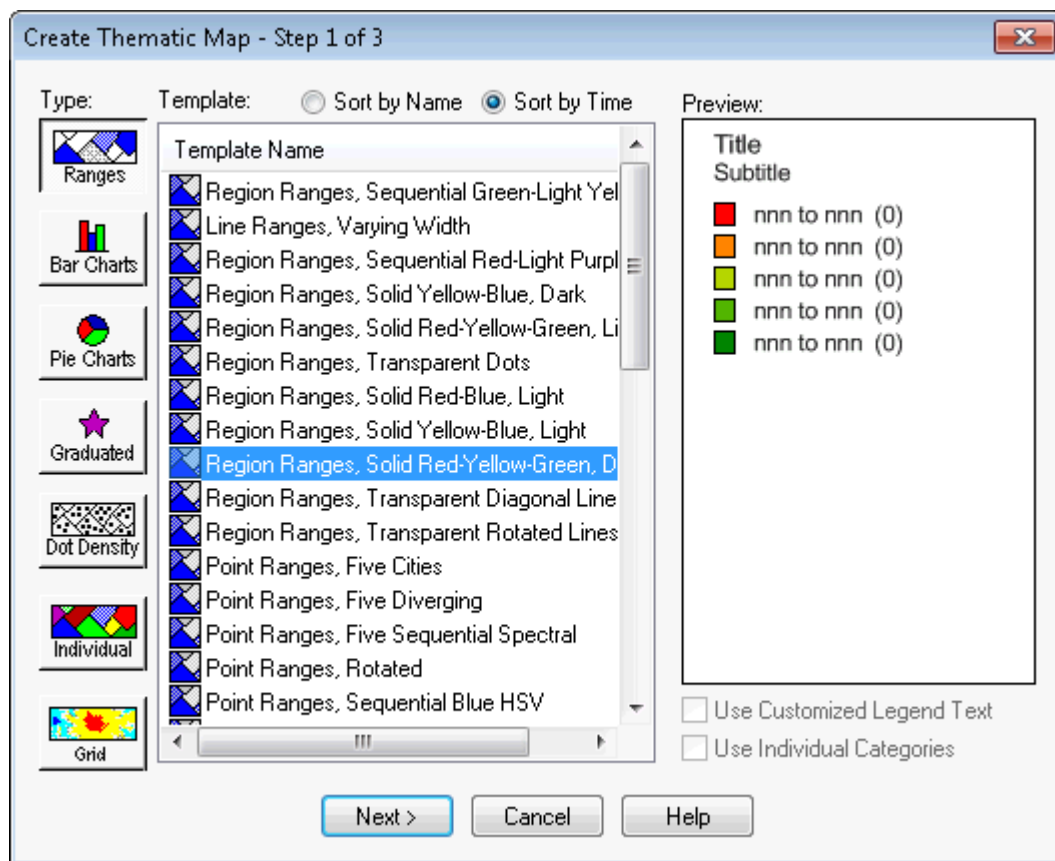 Create Thematic Map - Step 1 of 3
Type:
Ranges
Bar Charts
Pie Charts
Graduated
Dot Density
Individual
Grid
Template:
Sort by Name
Sort by Time
Template Name
Region Ranges, Sequential Green-Light Yel
Line Ranges, Varying Width
Region Ranges, Sequential Red-Light Purpl
Region Ranges, Solid Yellow-Blue, Dark
Region Ranges, Solid Red-Yellow-Green, Li
Region Ranges, Transparent Dots
Region Ranges, Solid Red-Blue, Light
Region Ranges, Solid Yellow-Blue, Light
Region Ranges, Solid Red-Yellow-Green, D
Region Ranges, Transparent Diagonal Line
Region Ranges, Transparent Rotated Lines
Point Ranges, Five Cities
Point Ranges, Five Diverging
Point Ranges, Five Sequential Spectral
Point Ranges, Rotated
Point Ranges, Sequential Blue HSV
Preview:
Title
Subtitle
nnn to nnn (0)
nnn to nnn (0)
nnn to nnn (0)
nnn to nnn (0)
nnn to nnn (0)
Use Customized Legend Text
Use Individual Categories
Next >
Cancel
Help